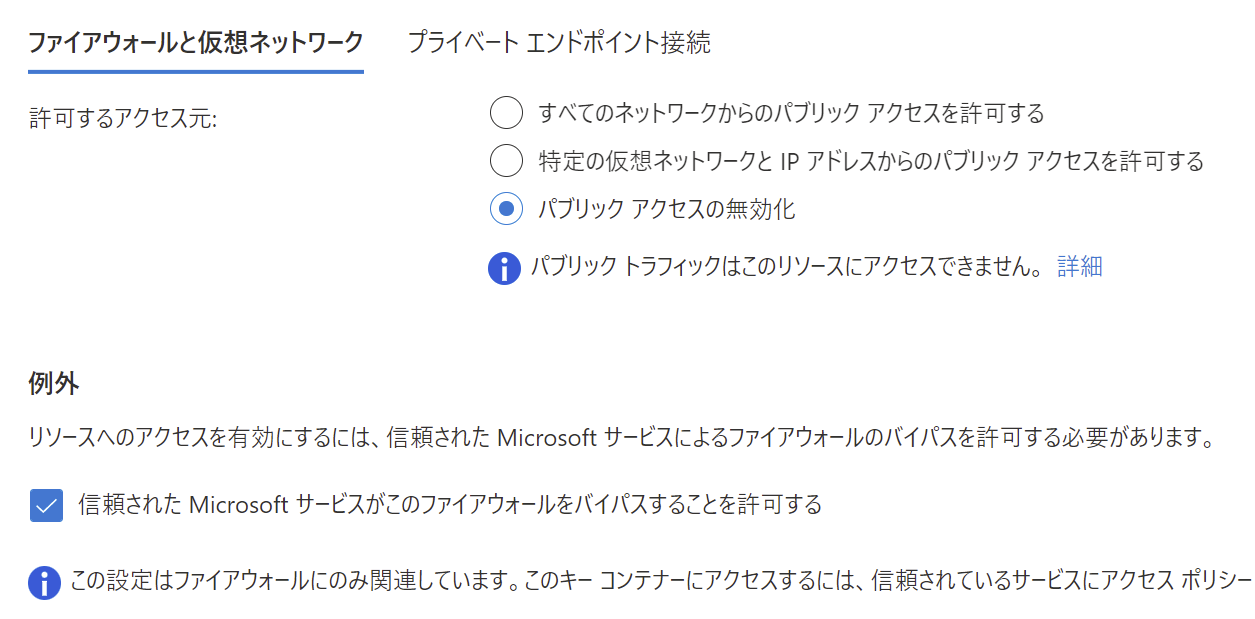 ファイアウォールと仮想ネットワーク プライベート エンドポイント接続
許可するアクセス元: すべてのネットワークからのパブリック アクセスを許可する
特定の仮想ネットワークと IP アドレスからのパブリック アクセスを許可する
パブリック アクセスの無効化
パブリック トラフィックはこのリソースにアクセスできません。 詳細
例外
リソースへのアクセスを有効にするには、信頼された Microsoft サービスによるファイアウォールのバイパスを許可する必要があります。
信頼された Microsoft サービスがこのファイアウォールをバイパスすることを許可する
この設定はファイアウォールにのみ関連しています。このキー コンテナーにアクセスするには、信頼されているサービスにアクセス ポリシー